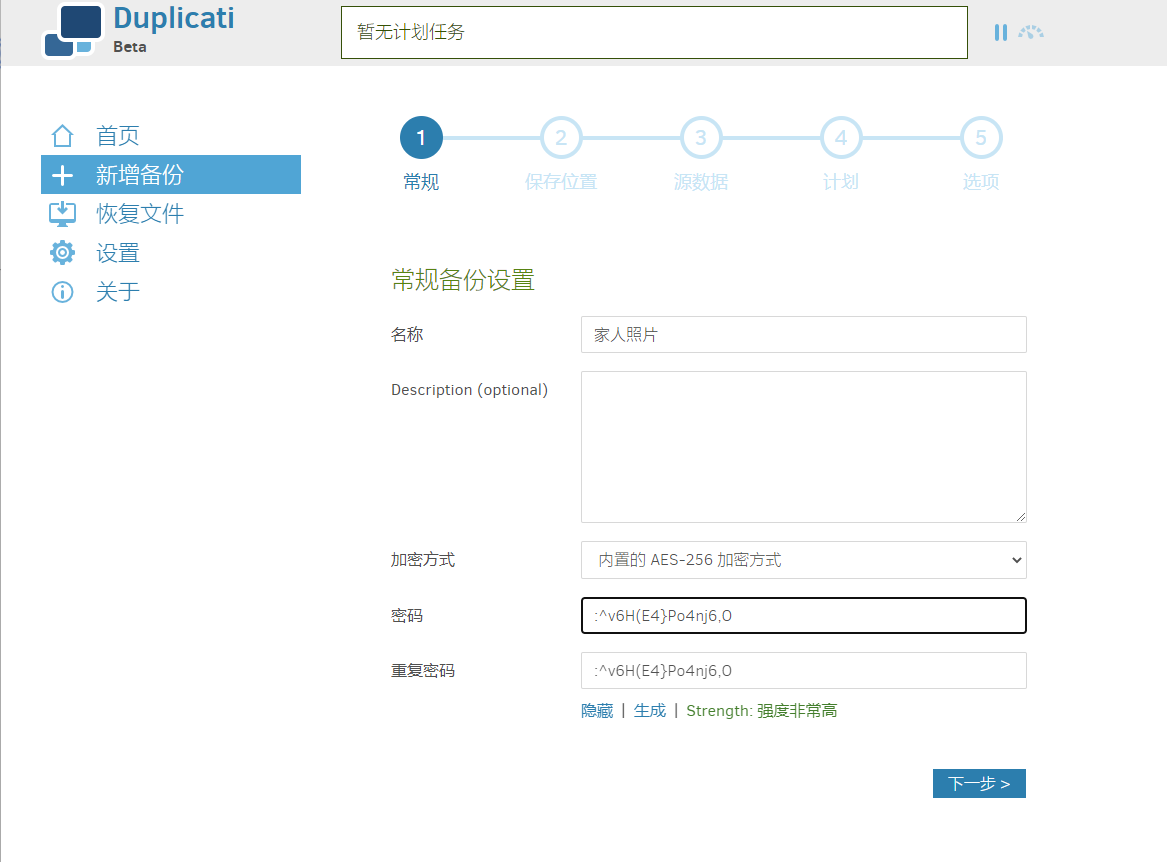 Duplicati
Beta
暂无计划任务
首页
新增备份
恢复文件
设置
关于
1 2 3 4 5
常规 保存位置 源数据 计划 选项
常规备份设置
名称 家人照片
Description (optional)
加密方式 内置的 AES-256 加密方式
密码 :^v6H(E4}Po4nj6,O
重复密码 :^v6H(E4}Po4nj6,O
隐藏 | 生成 | Strength: 强度非常高
下一步 >